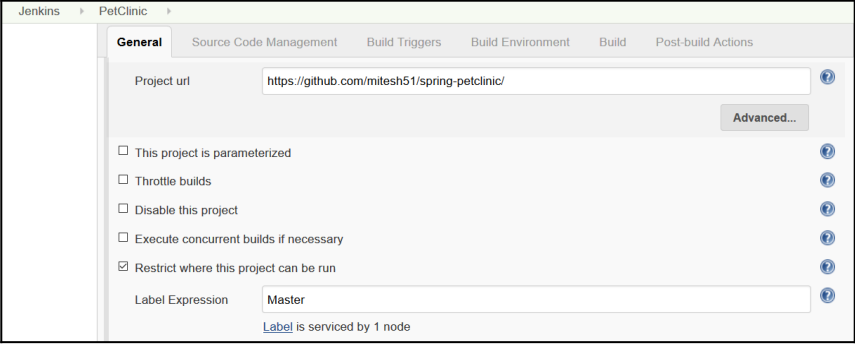 Jenkins PetClinic
General Source Code Management Build Triggers Build Environment Build Post-build Actions
Project url https://github.com/mitesh51/spring-petclinic/
Advanced...
This project is parameterized
Throttle builds
Disable this project
Execute concurrent builds if necessary
Restrict where this project can be run
Label Expression Master
Label is serviced by 1 node